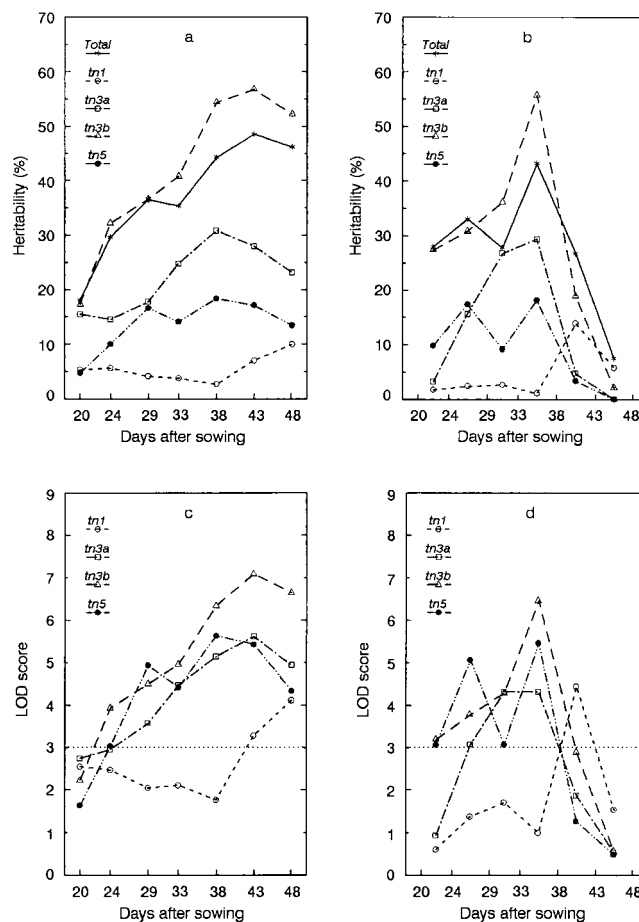 a
Total
tn1
tn3a
tn3b
tn5
70
60
50
40
30
20
10
0
Heritability (%)
20 24 29 33 38 43 48
Days after sowing
b
Total
tn1
tn3a
tn3b
tn5
70
60
50
40
30
20
10
0
Heritability (%)
20 24 29 33 38 43 48
Days after sowing
c
tn1
tn3a
tn3b
tn5
9
8
7
6
5
4
3
2
1
0
LOD score
20 24 29 33 38 43 48
Days after sowing
d
tn1
tn3a
tn3b
tn5
9
8
7
6
5
4
3
2
1
0
LOD score
20 24 29 33 38 43 48
Days after sowing